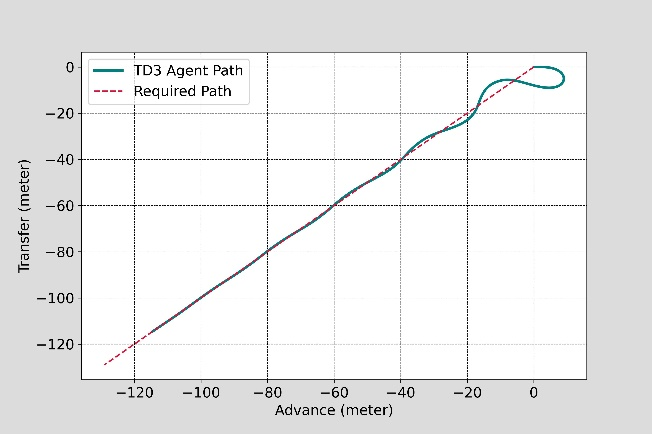 TD3 Agent Path
Required Path
0
−20
−40
−60
−80
−100
−120
Transfer (meter)
−120 −100 −80 −60 −40 −20 0
Advance (meter)